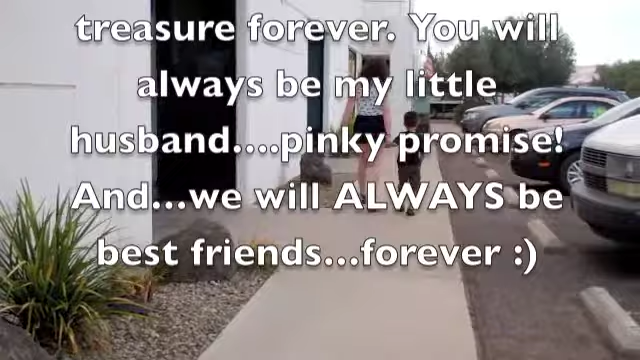 treasure forever. You will
always be my little
husband....pinky promise!
And...we will ALWAYS be
best friends...forever :)